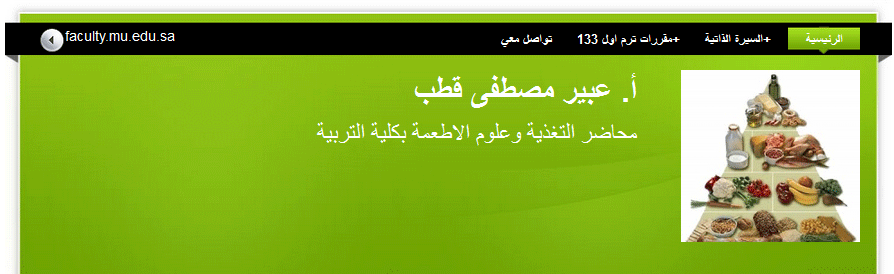 الرئيسية
+السيرة الذاتية
+مقررات ترم اول 133
تواصل معي
faculty.mu.edu.sa
أ. عبير مصطفى قطب
محاضر التغذية وعلوم الاطعمة بكلية التربية